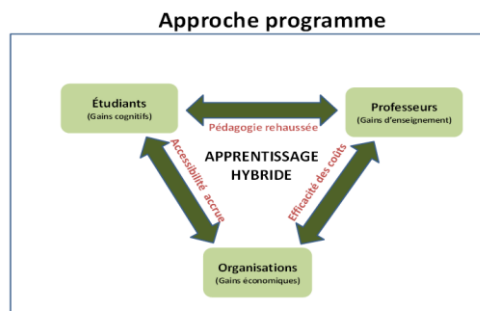 Approche programme
Étudiants
(Gains cognitifs)
Professeurs
(Gains d'enseignement)
Pédagogie rehaussée
Accessibilité accrue
APPRENTISSAGE
HYBRIDE
Efficacité des coûts
Organisations
(Gains économiques)